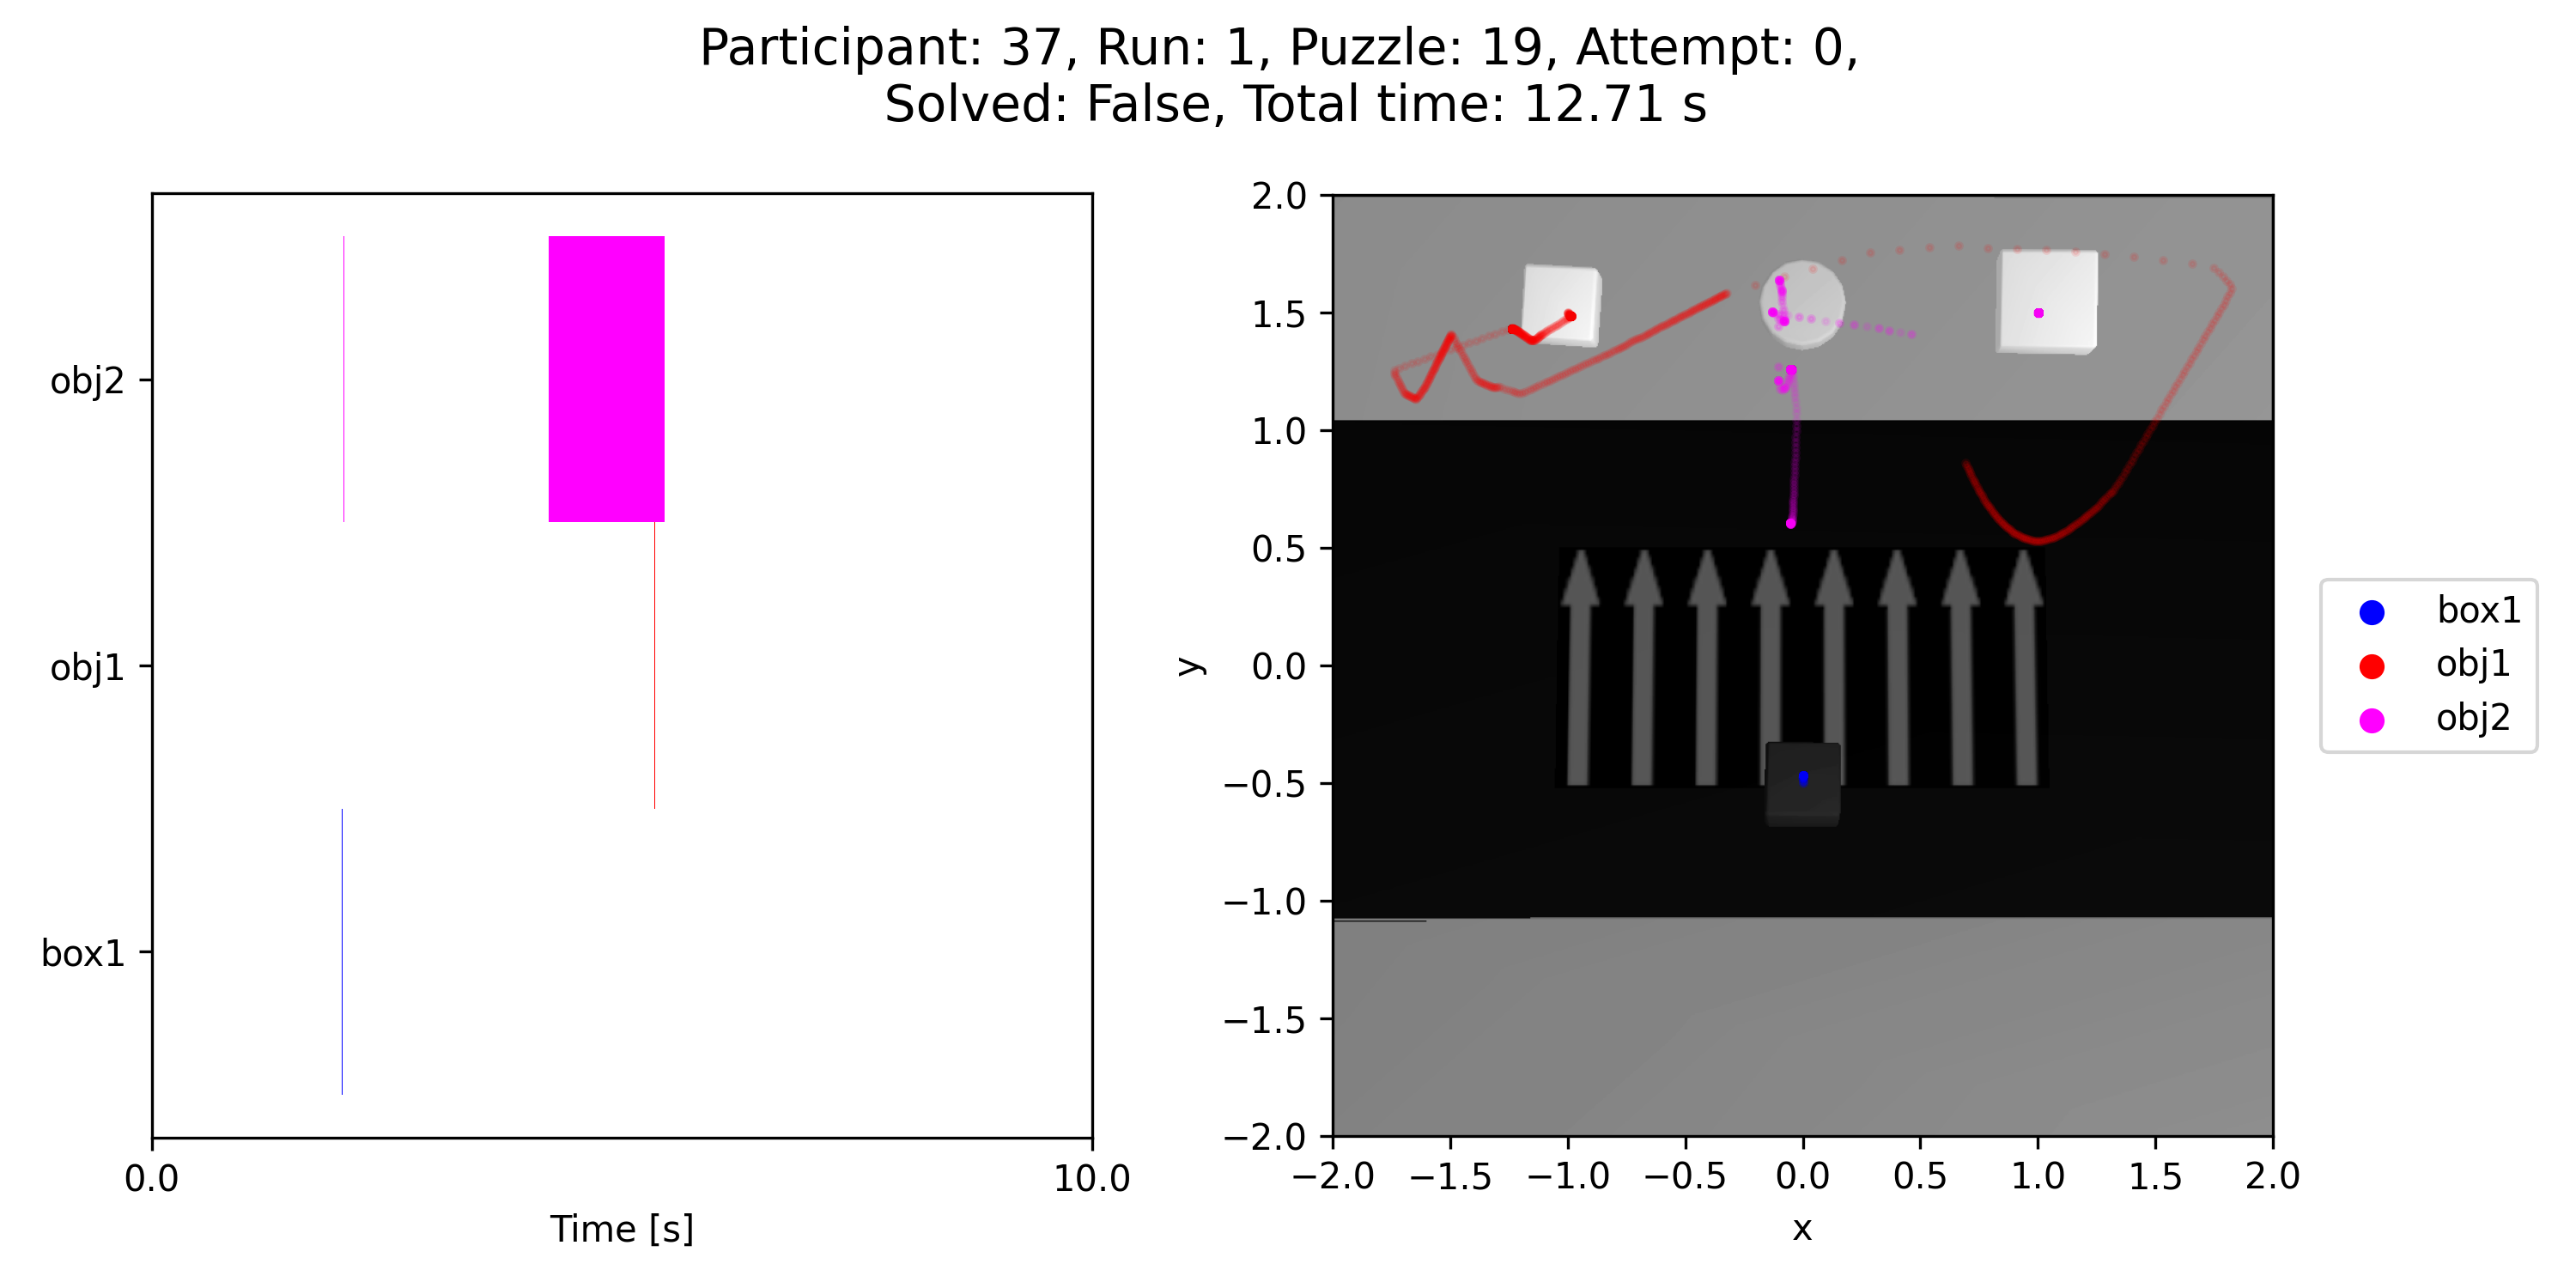 Participant: 37, Run: 1, Puzzle: 19, Attempt: 0,
Solved: False, Total time: 12.71 s
obj2
obj1
box1
0.0
10.0
Time [s]
2.0
1.5
1.0
0.5
0.0
−0.5
−1.0
−1.5
−2.0
y
−2.0
−1.5
−1.0
−0.5
0.0
0.5
1.0
1.5
2.0
x
box1
obj1
obj2